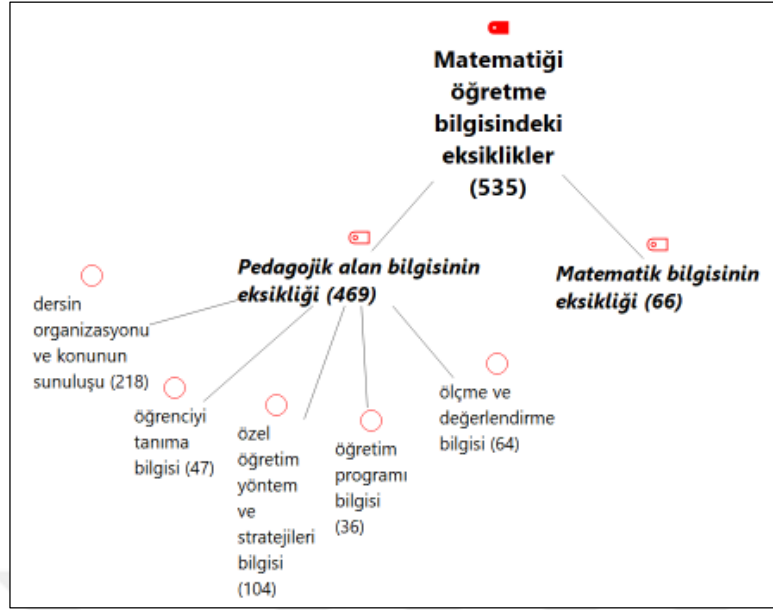 Matematiği
öğretme
bilgisindeki
eksiklikler
(535)
Pedagojik alan bilgisinin
eksikliği (469)
Matematik bilgisinin
eksikliği (66)
dersin
organizasyonu
ve konunun
sunuluşu (218)
öğrenciyi
tanıma
bilgisi (47)
özel
öğretim
yöntem
ve
stratejileri
bilgisi
(104)
öğretim
programı
bilgisi
(36)
ölçme ve
değerlendirme
bilgisi (64)